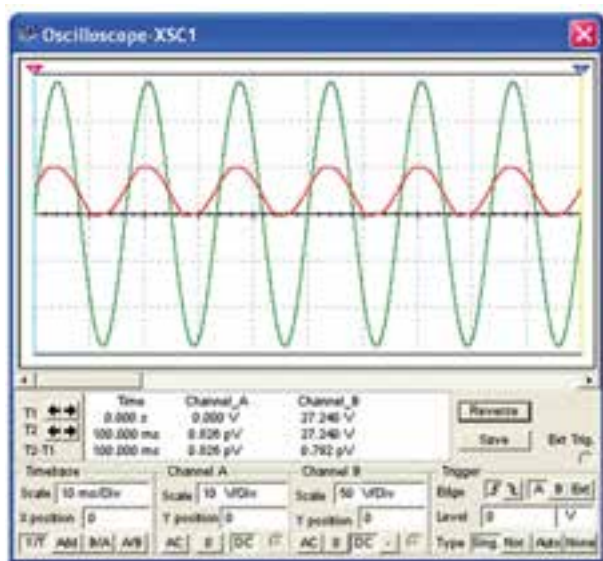 Oscilloscope-XSC1
Time Channel_A Channel_B
T1 0.000 s 0.000 V 27.240 V
T2 100.000 ms 0.026 pV 27.240 V
T2-T1 100.000 ms 0.026 pV 0.782 pV
Reverse
Save
Ext Trig.
Timebase
Scale 10 ms/Div
X position 0
Y/T Add B/A A/B
Channel A
Scale 10 V/Div
Y position 0
AC 0 DC
Channel B
Scale 50 V/Div
Y position 0
AC 0 DC -
Trigger
Edge A B Ext
Level 0 V
Type Sing. Nor. Auto None